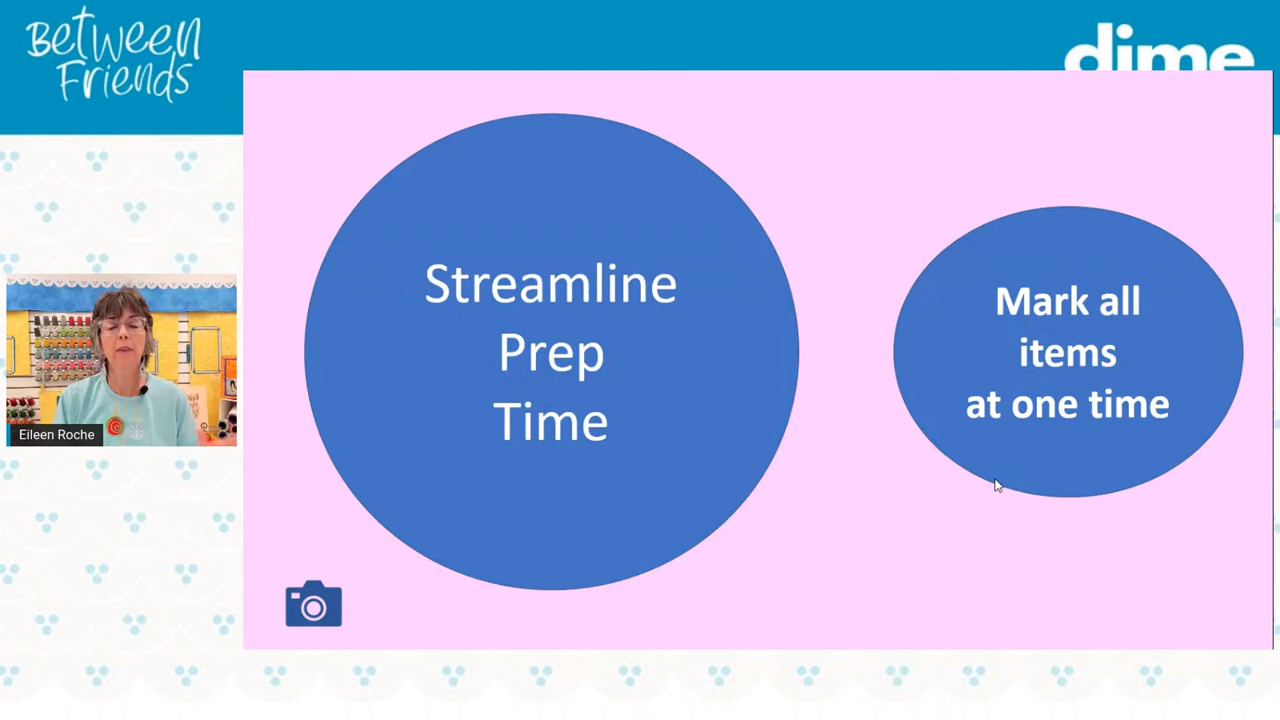 Between
Friends
dime
Streamline
Prep
Time
Mark all
items
at one time
Eileen Roche